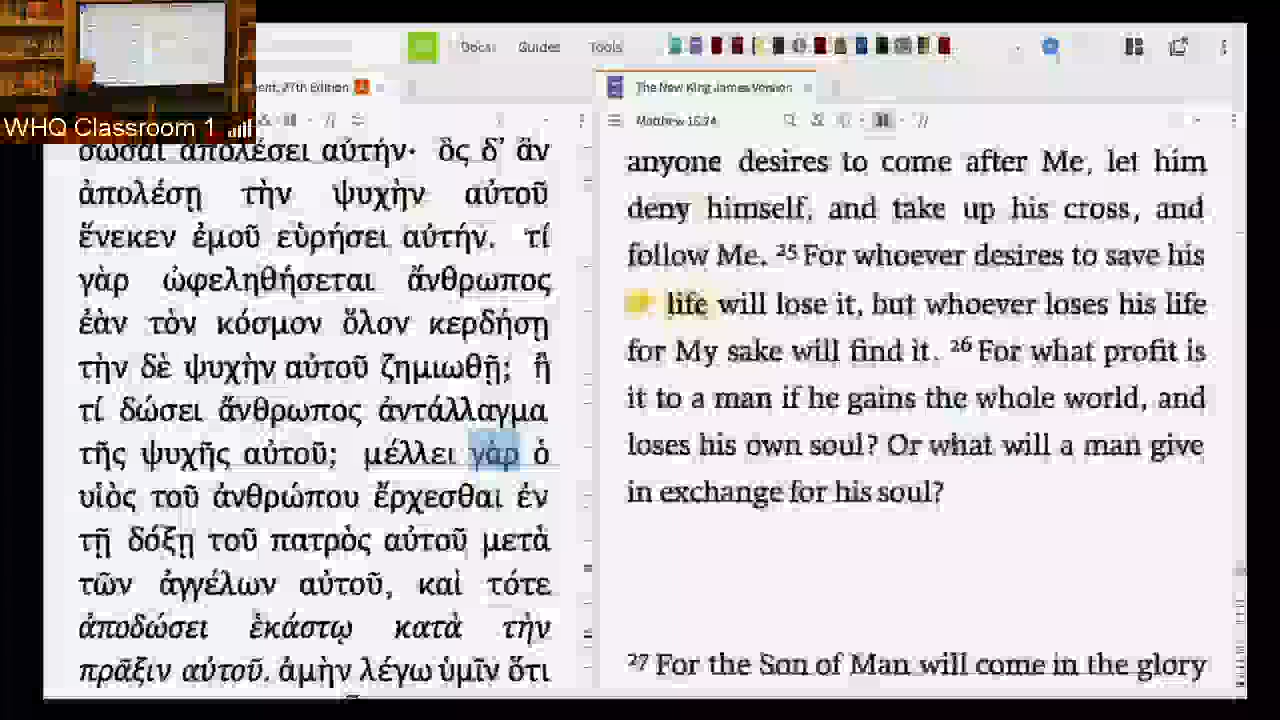 WHQ Classroom 1
Docs Guides Tools
ent, 27th Edition
The New King James Version
Matthew 16:24
σῶσαι ἀπολέσει αὐτήν· ὃς δ’ ἂν
ἀπολέσῃ τὴν ψυχὴν αὐτοῦ
ἕνεκεν ἐμοῦ εὑρήσει αὐτήν. τί
γὰρ ὠφεληθήσεται ἄνθρωπος
ἐὰν τὸν κόσμον ὅλον κερδήσῃ
τὴν δὲ ψυχὴν αὐτοῦ ζημιωθῇ; ἢ
τί δώσει ἄνθρωπος ἀντάλλαγμα
τῆς ψυχῆς αὐτοῦ; μέλλει γὰρ ὁ
υἱὸς τοῦ ἀνθρώπου ἔρχεσθαι ἐν
τῇ δόξῃ τοῦ πατρὸς αὐτοῦ μετὰ
τῶν ἀγγέλων αὐτοῦ, καὶ τότε
ἀποδώσει ἑκάστῳ κατὰ τὴν
πρᾶξιν αὐτοῦ. ἀμὴν λέγω ὑμῖν ὅτι
anyone desires to come after Me, let him
deny himself, and take up his cross, and
follow Me. 25 For whoever desires to save his
life will lose it, but whoever loses his life
for My sake will find it. 26 For what profit is
it to a man if he gains the whole world, and
loses his own soul? Or what will a man give
in exchange for his soul?
27 For the Son of Man will come in the glory